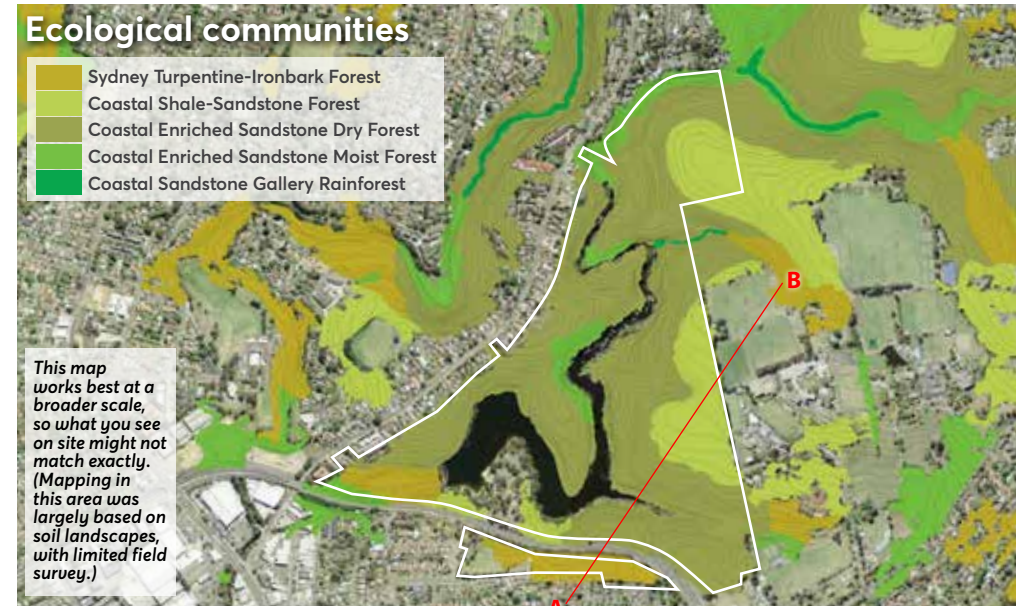 Ecological communities
Sydney Turpentine-Ironbark Forest
Coastal Shale-Sandstone Forest
Coastal Enriched Sandstone Dry Forest
Coastal Enriched Sandstone Moist Forest
Coastal Sandstone Gallery Rainforest
B
This map
works best at a
broader scale,
so what you see
on site might not
match exactly.
(Mapping in
this area was
largely based on
soil landscapes,
with limited field
survey.)
A